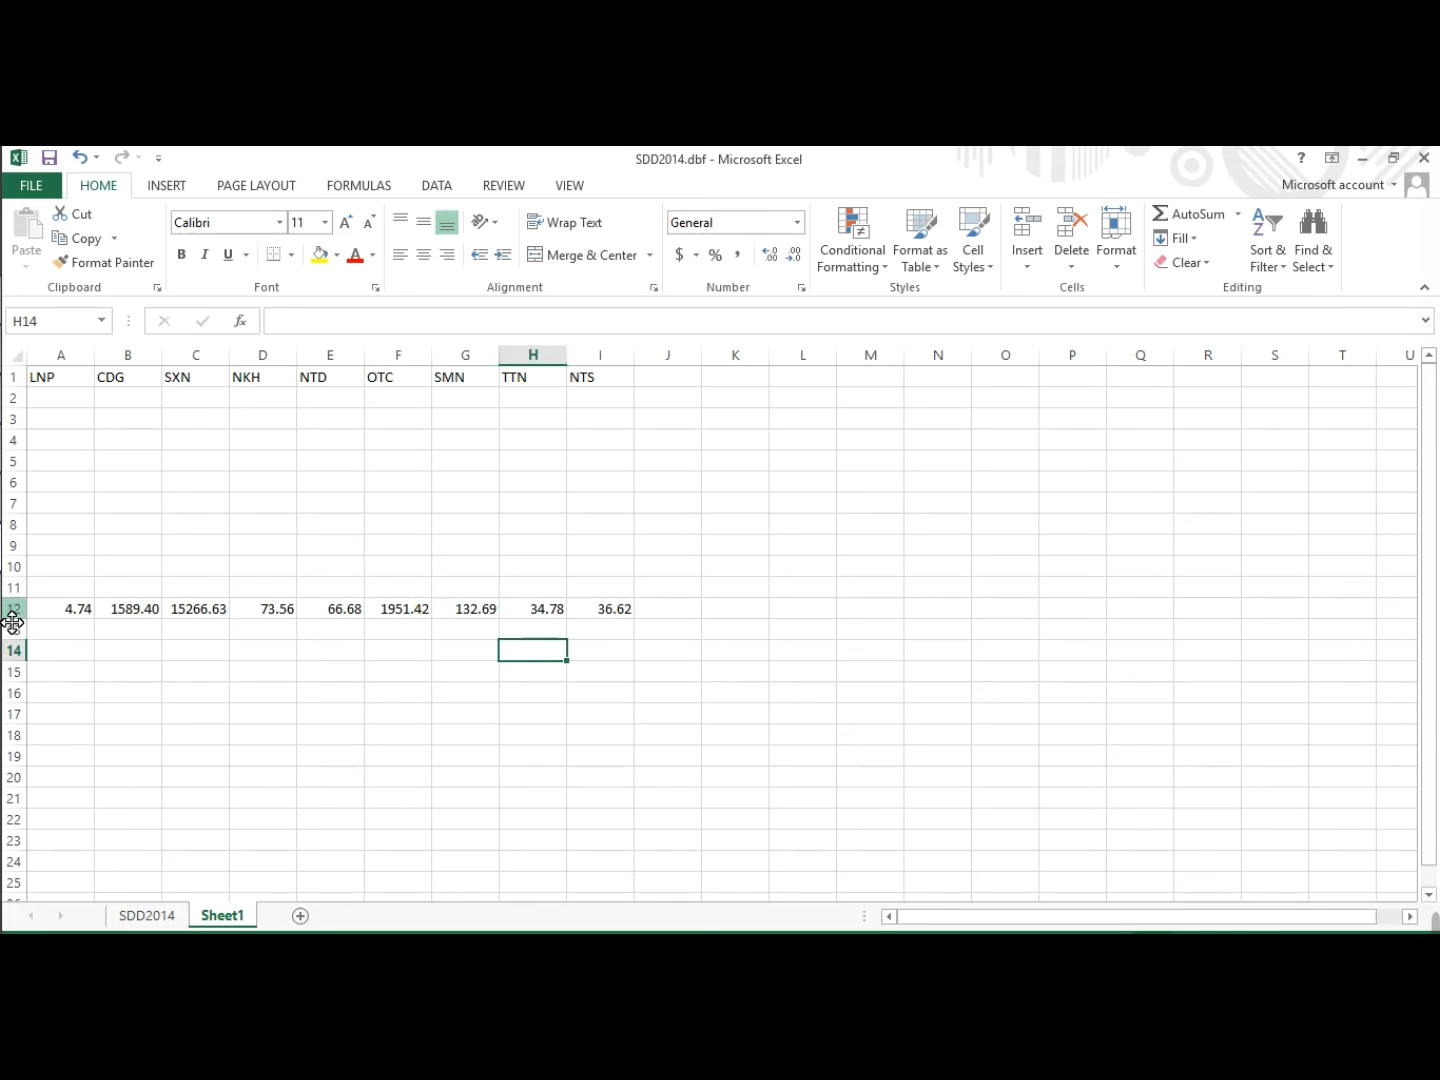 SDD2014.dbf - Microsoft Excel
?
FILE HOME INSERT PAGE LAYOUT FORMULAS DATA REVIEW VIEW Microsoft account
Paste
Cut
Copy
Format Painter
Clipboard
Calibri 11
B I U
Font
Wrap Text
Merge & Center
Alignment
General
$ % ,
Number
Conditional Formatting
Format as Table
Cell Styles
Styles
Insert Delete Format
Cells
AutoSum
Fill
Clear
Sort & Filter
Find & Select
Editing
H14 fx
A B C D E F G H I J K L M N O P Q R S T U
1 LNP CDG SXN NKH NTD OTC SMN TTN NTS
2
3
4
5
6
7
8
9
10
11
12 4.74 1589.40 15266.63 73.56 66.68 1951.42 132.69 34.78 36.62
14
15
16
17
18
19
20
21
22
23
24
25
SDD2014 Sheet1